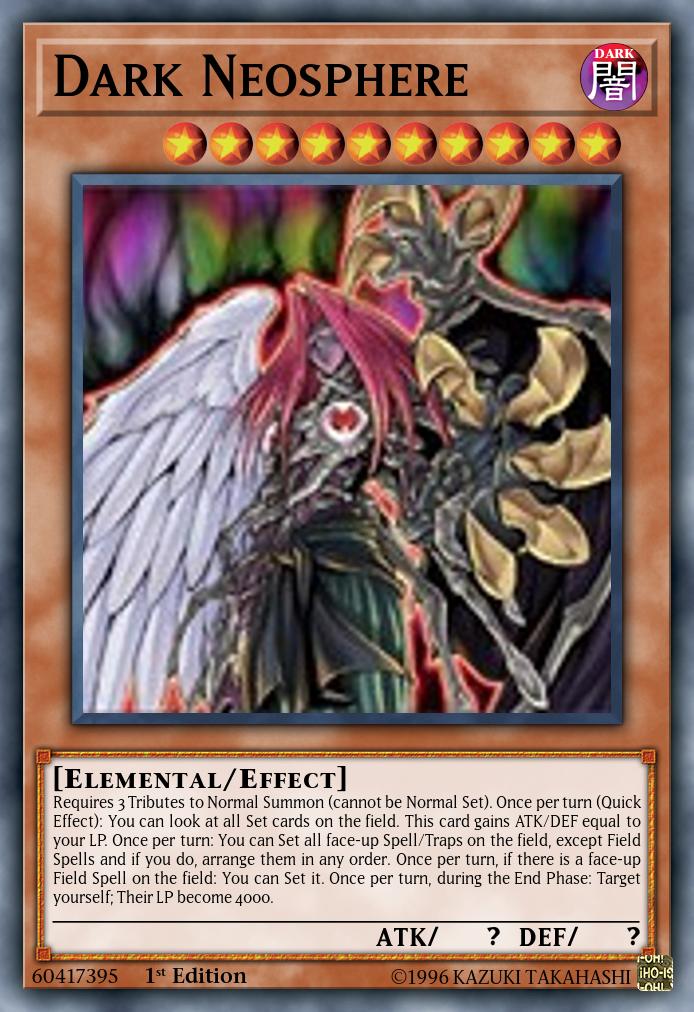 Dark Neosphere
DARK
闇
[Elemental/Effect]
Requires 3 Tributes to Normal Summon (cannot be Normal Set). Once per turn (Quick
Effect): You can look at all Set cards on the field. This card gains ATK/DEF equal to
your LP. Once per turn: You can Set all face-up Spell/Traps on the field, except Field
Spells and if you do, arrange them in any order. Once per turn, if there is a face-up
Field Spell on the field: You can Set it. Once per turn, during the End Phase: Target
yourself; Their LP become 4000.
ATK/ ? DEF/ ?
60417395 1st Edition ©1996 KAZUKI TAKAHASHI